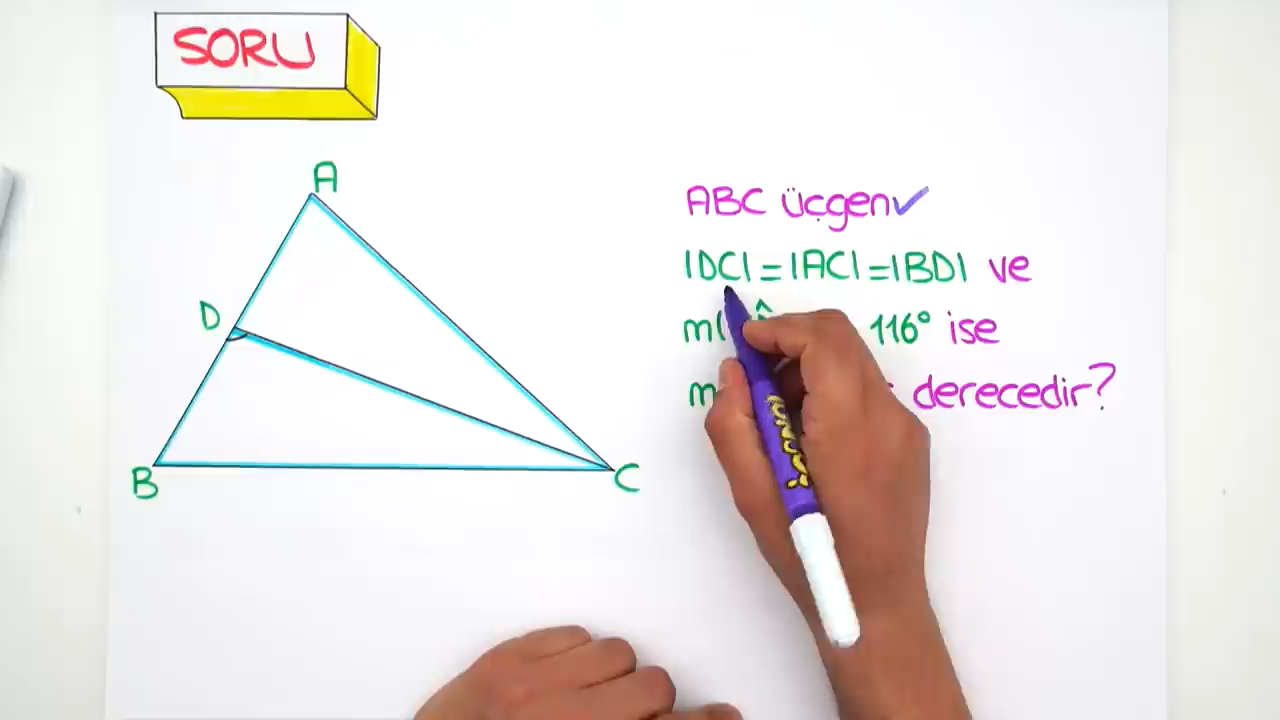 SORU
A
D
B
C
ABC üçgen✓
|DC| = |AC| = |BD| ve
m( 116° ise
m derecedir?